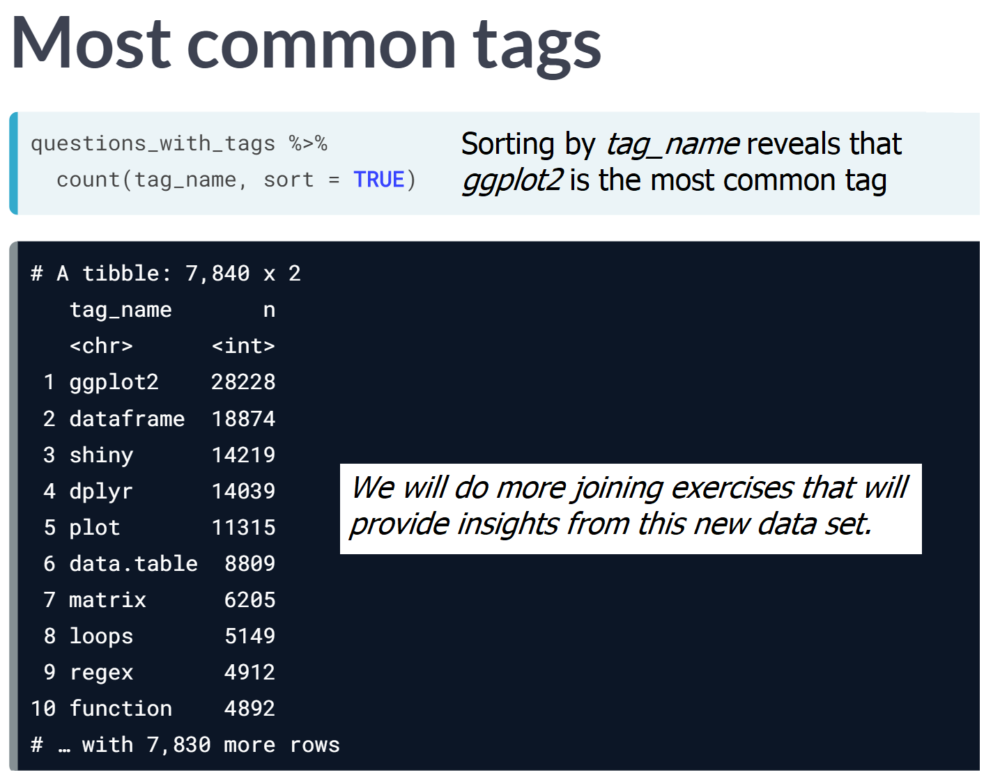 Most common tags
questions_with_tags %>%
  count(tag_name, sort = TRUE)
Sorting by tag_name reveals that
ggplot2 is the most common tag
# A tibble: 7,840 x 2
   tag_name       n
   <chr>      <int>
 1 ggplot2    28228
 2 dataframe  18874
 3 shiny      14219
 4 dplyr      14039
 5 plot       11315
 6 data.table  8809
 7 matrix      6205
 8 loops       5149
 9 regex       4912
10 function    4892
# … with 7,830 more rows
We will do more joining exercises that will
provide insights from this new data set.